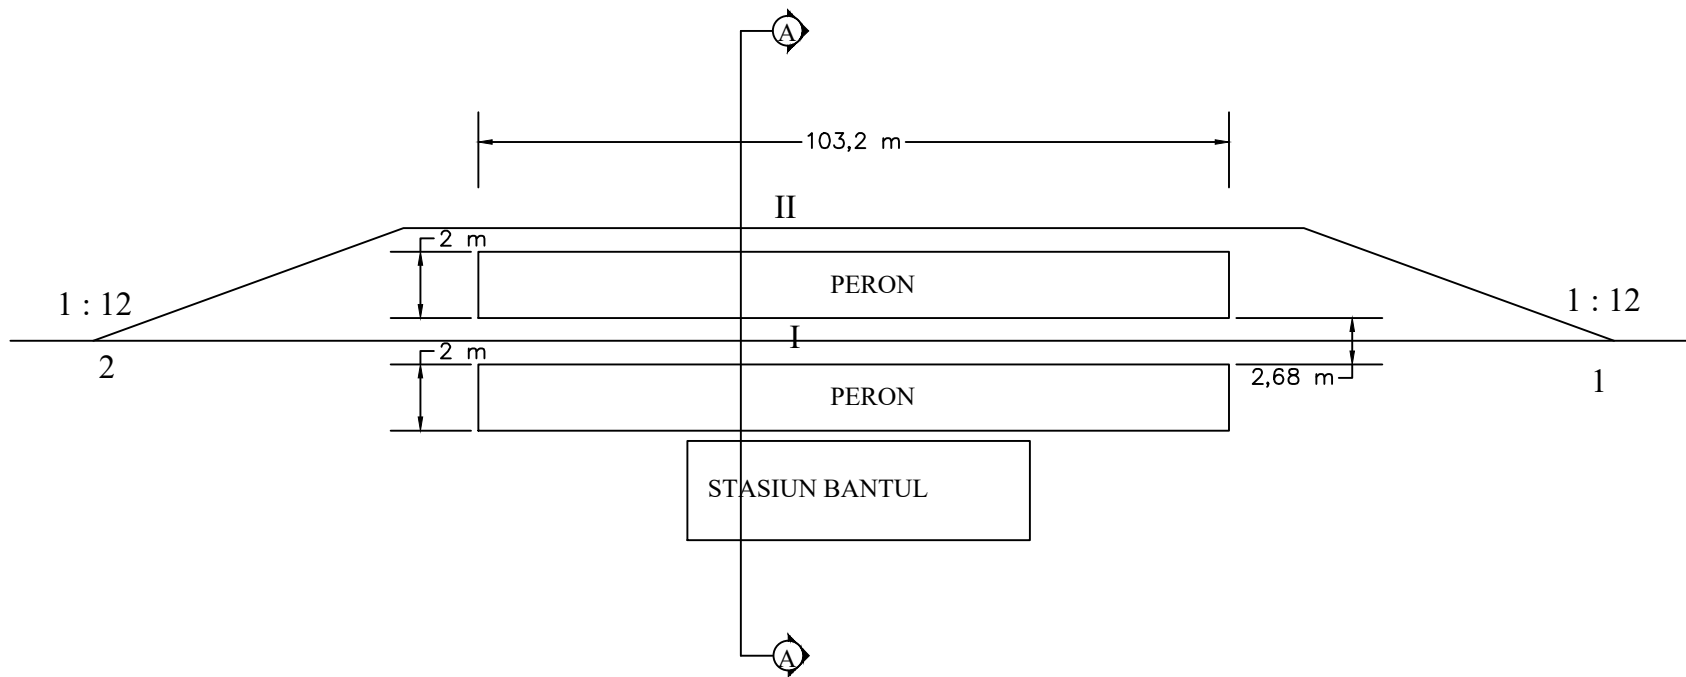 A
103,2 m
II
2 m
PERON
1 : 12
1 : 12
I
2 m
2
2,68 m
1
PERON
STASIUN BANTUL
A